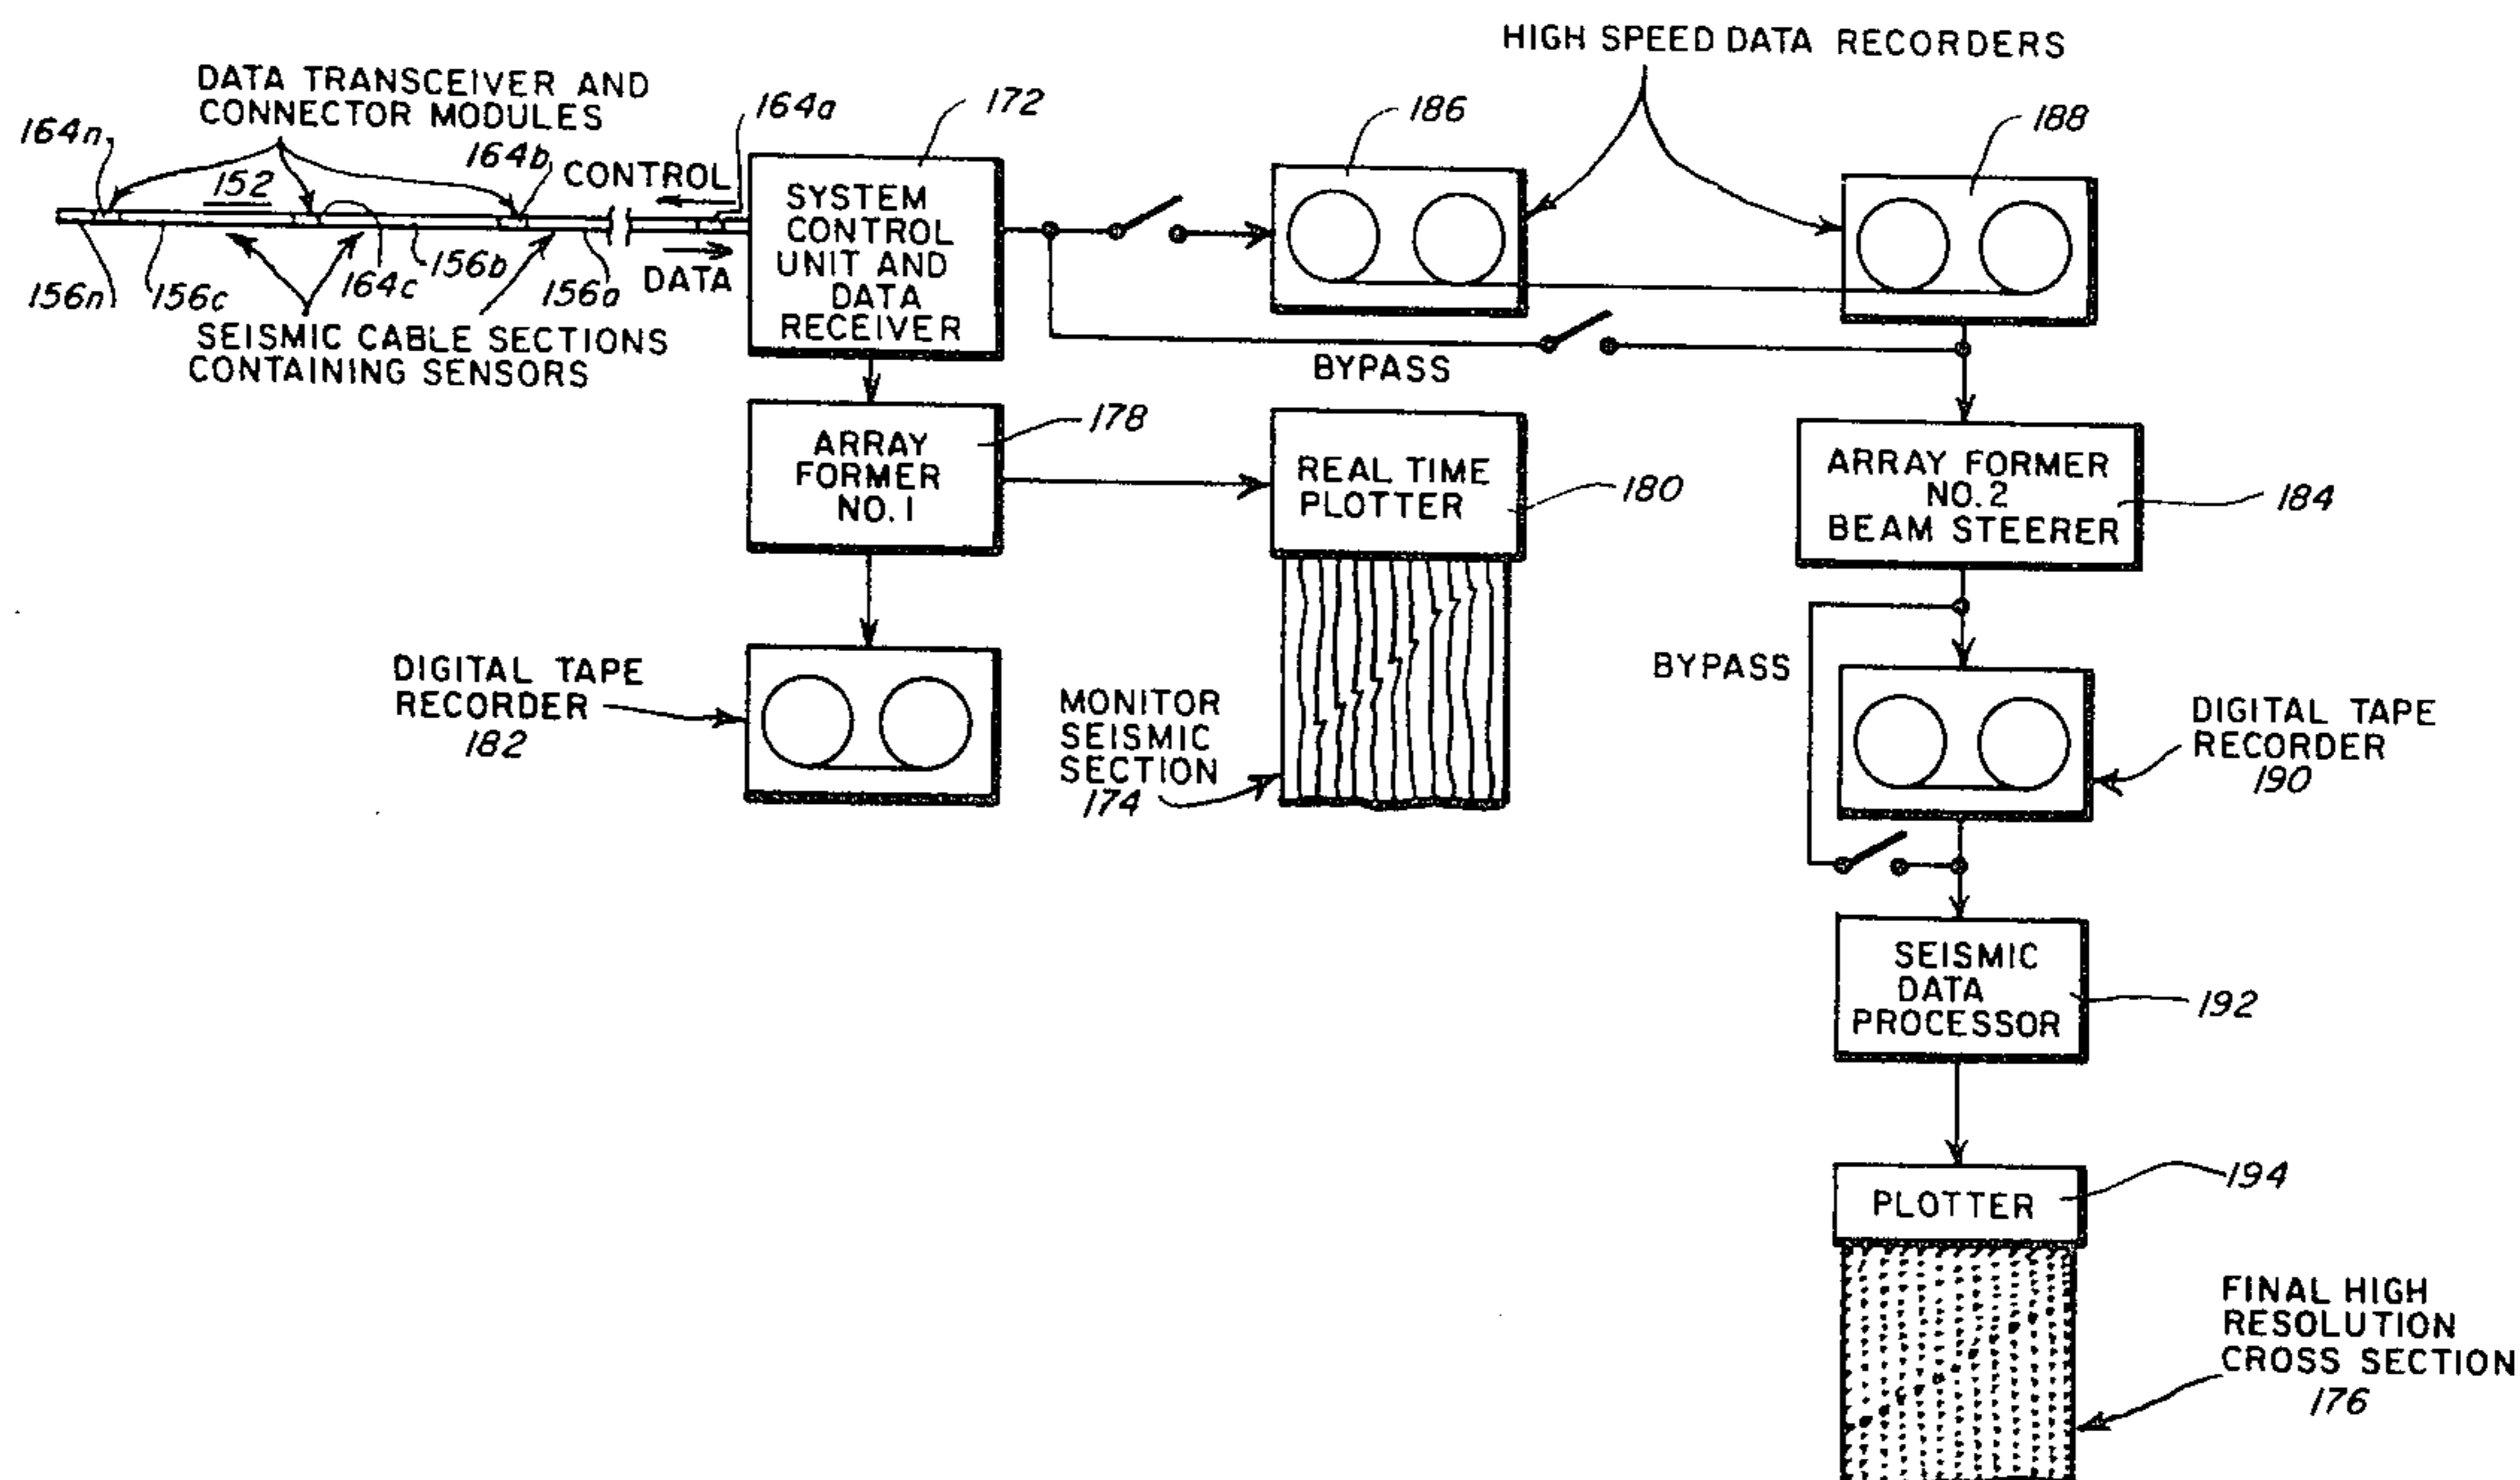 HIGH SPEED DATA RECORDERS
DATA TRANSCEIVER AND
CONNECTOR MODULES
164n
152
164b
CONTROL
164a
172
186
188
SYSTEM
CONTROL
UNIT AND
DATA
RECEIVER
156n
156c
164c
156b
156a
DATA
SEISMIC CABLE SECTIONS
CONTAINING SENSORS
BYPASS
ARRAY
FORMER
NO. 1
178
REAL TIME
PLOTTER
180
ARRAY FORMER
NO. 2
BEAM STEERER
184
DIGITAL TAPE
RECORDER
182
MONITOR
SEISMIC
SECTION
174
BYPASS
DIGITAL TAPE
RECORDER
190
SEISMIC
DATA
PROCESSOR
192
PLOTTER
194
FINAL HIGH
RESOLUTION
CROSS SECTION
176